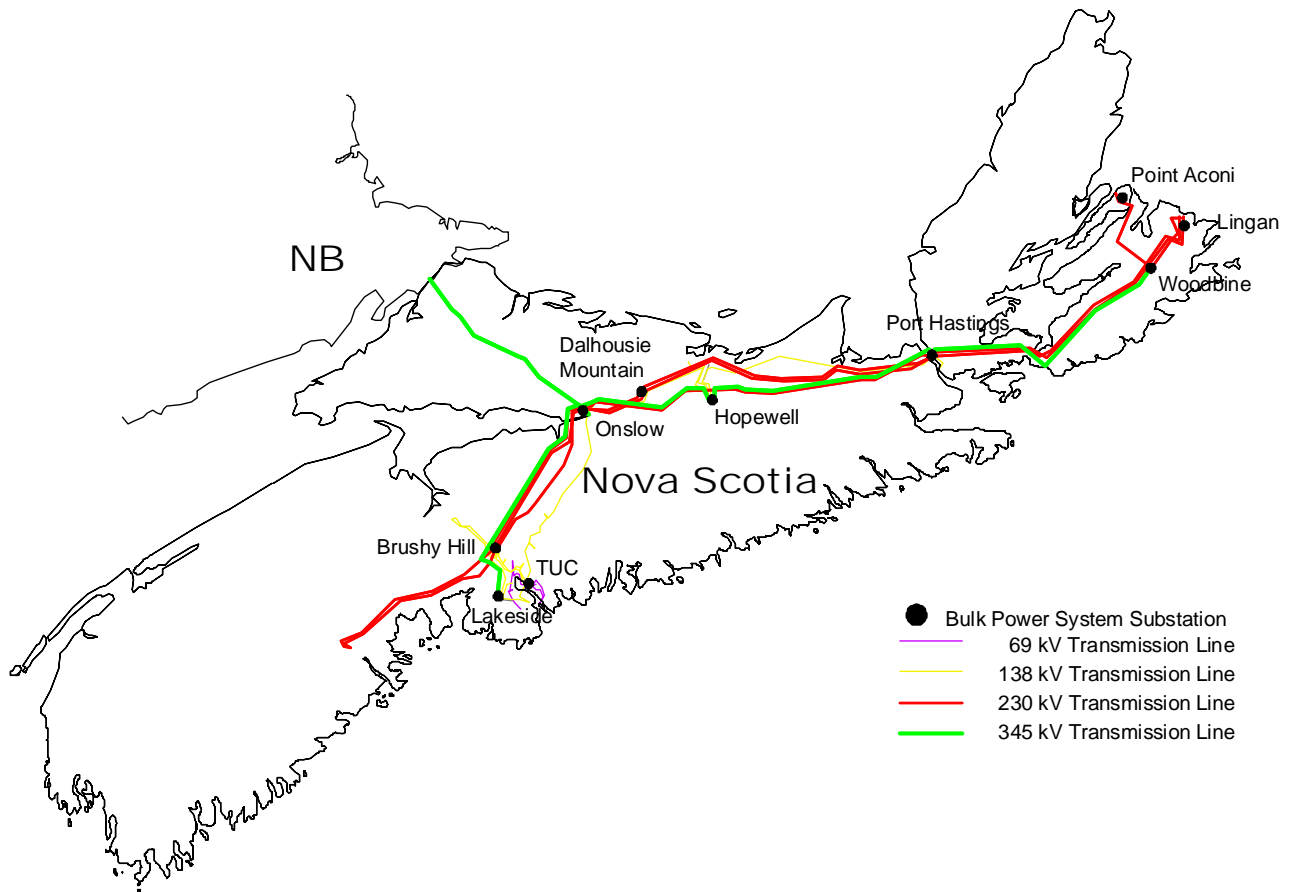 Point Aconi
Lingan
NB
Woodbine
Port Hastings
Dalhousie
Mountain
Hopewell
Onslow
Nova Scotia
Brushy Hill
TUC
Lakeside
Bulk Power System Substation
69 kV Transmission Line
138 kV Transmission Line
230 kV Transmission Line
345 kV Transmission Line